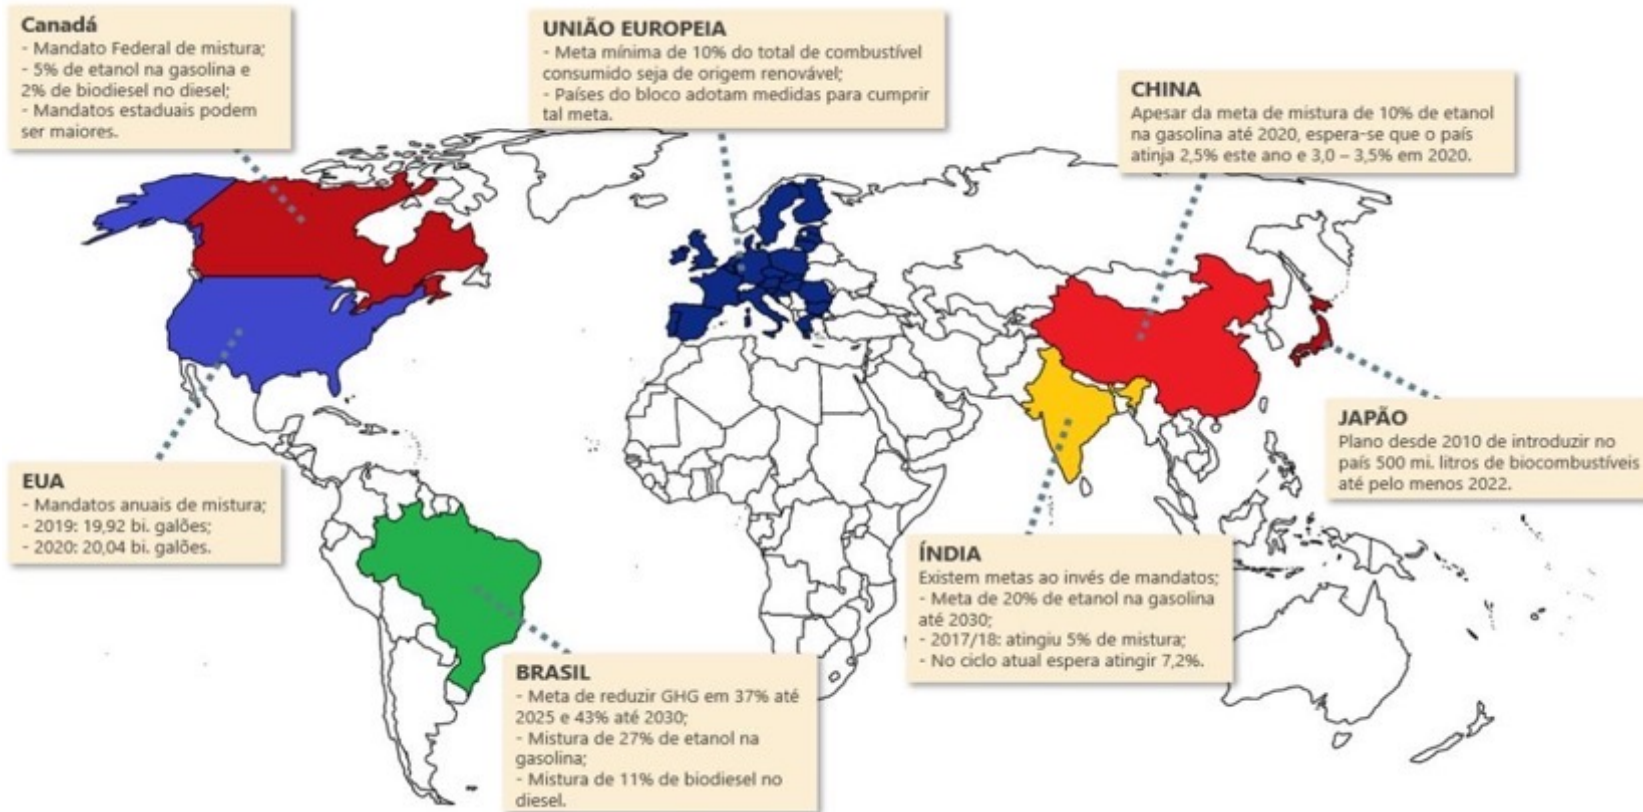 Canadá
- Mandato Federal de mistura;
- 5% de etanol na gasolina e
2% de biodiesel no diesel;
- Mandatos estaduais podem
ser maiores.
UNIÃO EUROPEIA
- Meta mínima de 10% do total de combustível
consumido seja de origem renovável;
- Países do bloco adotam medidas para cumprir
tal meta.
CHINA
Apesar da meta de mistura de 10% de etanol
na gasolina até 2020, espera-se que o país
atinja 2,5% este ano e 3,0 – 3,5% em 2020.
JAPÃO
Plano desde 2010 de introduzir no
país 500 mi. litros de biocombustíveis
até pelo menos 2022.
EUA
- Mandatos anuais de mistura;
- 2019: 19,92 bi. galões;
- 2020: 20,04 bi. galões.
ÍNDIA
Existem metas ao invés de mandatos;
- Meta de 20% de etanol na gasolina
até 2030;
- 2017/18: atingiu 5% de mistura;
- No ciclo atual espera atingir 7,2%.
BRASIL
- Meta de reduzir GHG em 37% até
2025 e 43% até 2030;
- Mistura de 27% de etanol na
gasolina;
- Mistura de 11% de biodiesel no
diesel.